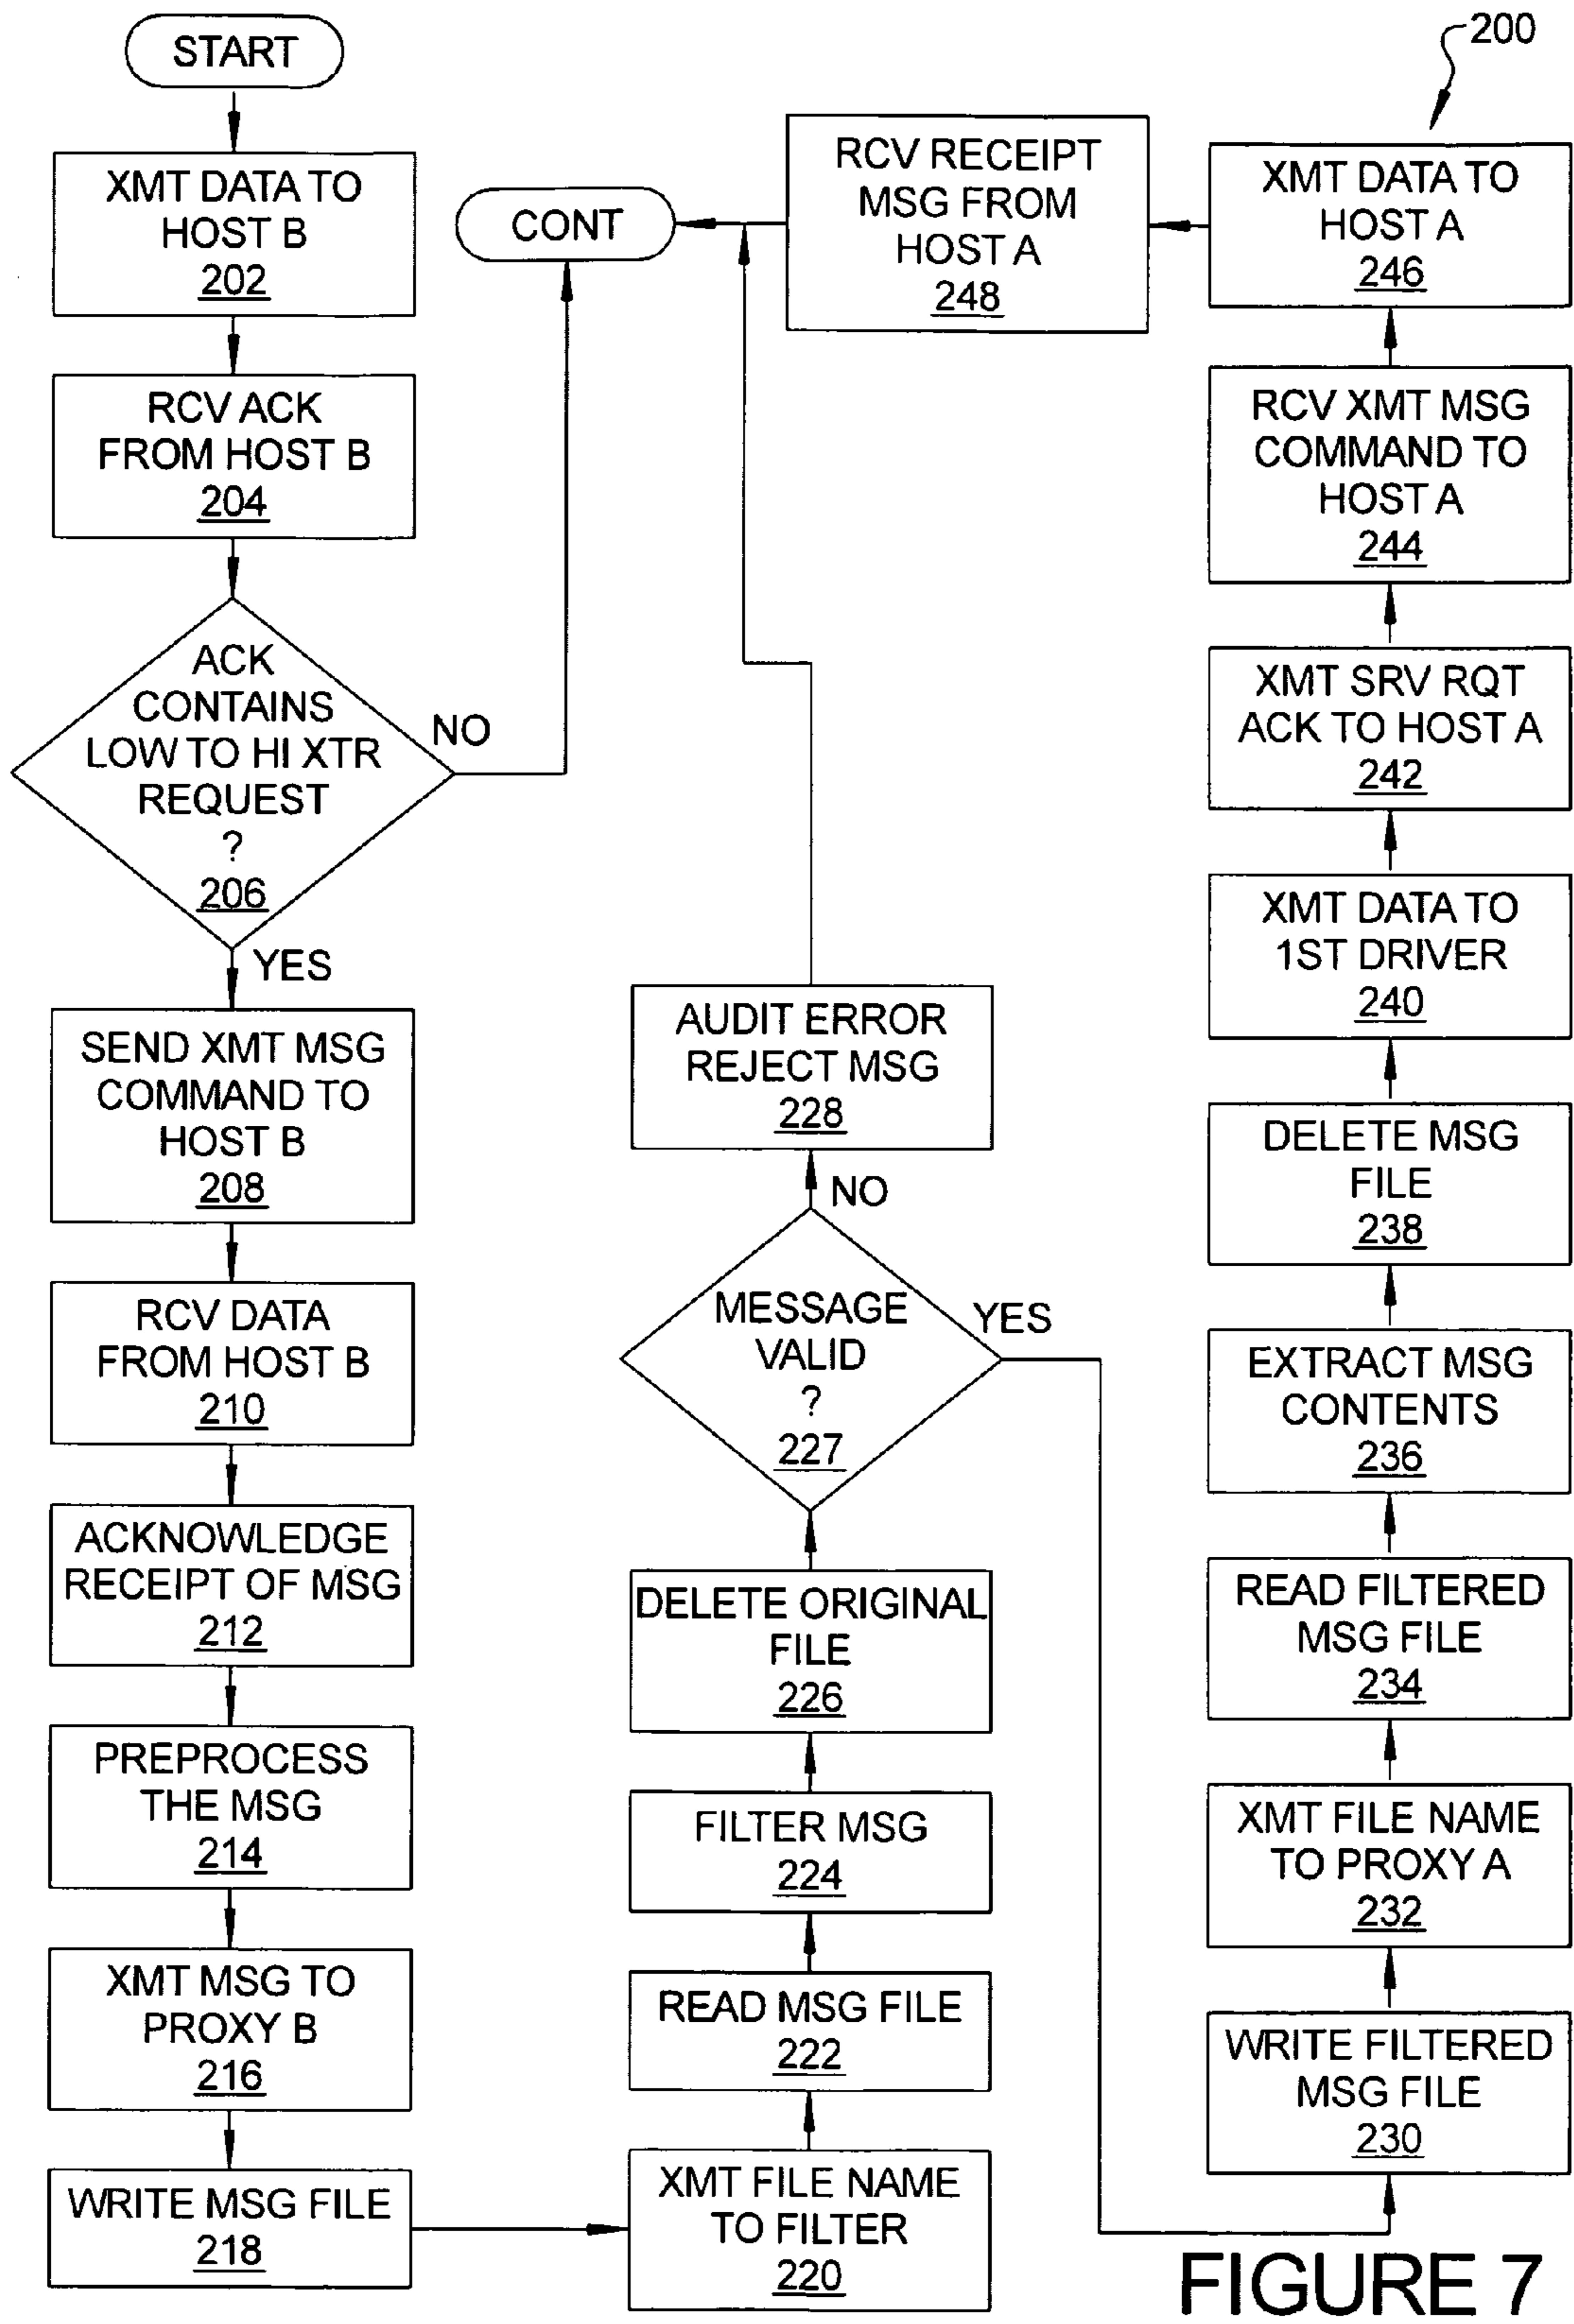 START
XMT DATA TO
HOST B
202
RCV ACK
FROM HOST B
204
ACK
CONTAINS
LOW TO HI XTR
REQUEST
?
206
NO
YES
SEND XMT MSG
COMMAND TO
HOST B
208
RCV DATA
FROM HOST B
210
ACKNOWLEDGE
RECEIPT OF MSG
212
PREPROCESS
THE MSG
214
XMT MSG TO
PROXY B
216
WRITE MSG FILE
218
XMT FILE NAME
TO FILTER
220
READ MSG FILE
222
FILTER MSG
224
DELETE ORIGINAL
FILE
226
MESSAGE
VALID
?
227
NO
YES
AUDIT ERROR
REJECT MSG
228
WRITE FILTERED
MSG FILE
230
XMT FILE NAME
TO PROXY A
232
READ FILTERED
MSG FILE
234
EXTRACT MSG
CONTENTS
236
DELETE MSG
FILE
238
XMT DATA TO
1ST DRIVER
240
XMT SRV RQT
ACK TO HOST A
242
RCV XMT MSG
COMMAND TO
HOST A
244
XMT DATA TO
HOST A
246
RCV RECEIPT
MSG FROM
HOST A
248
CONT
200
FIGURE 7